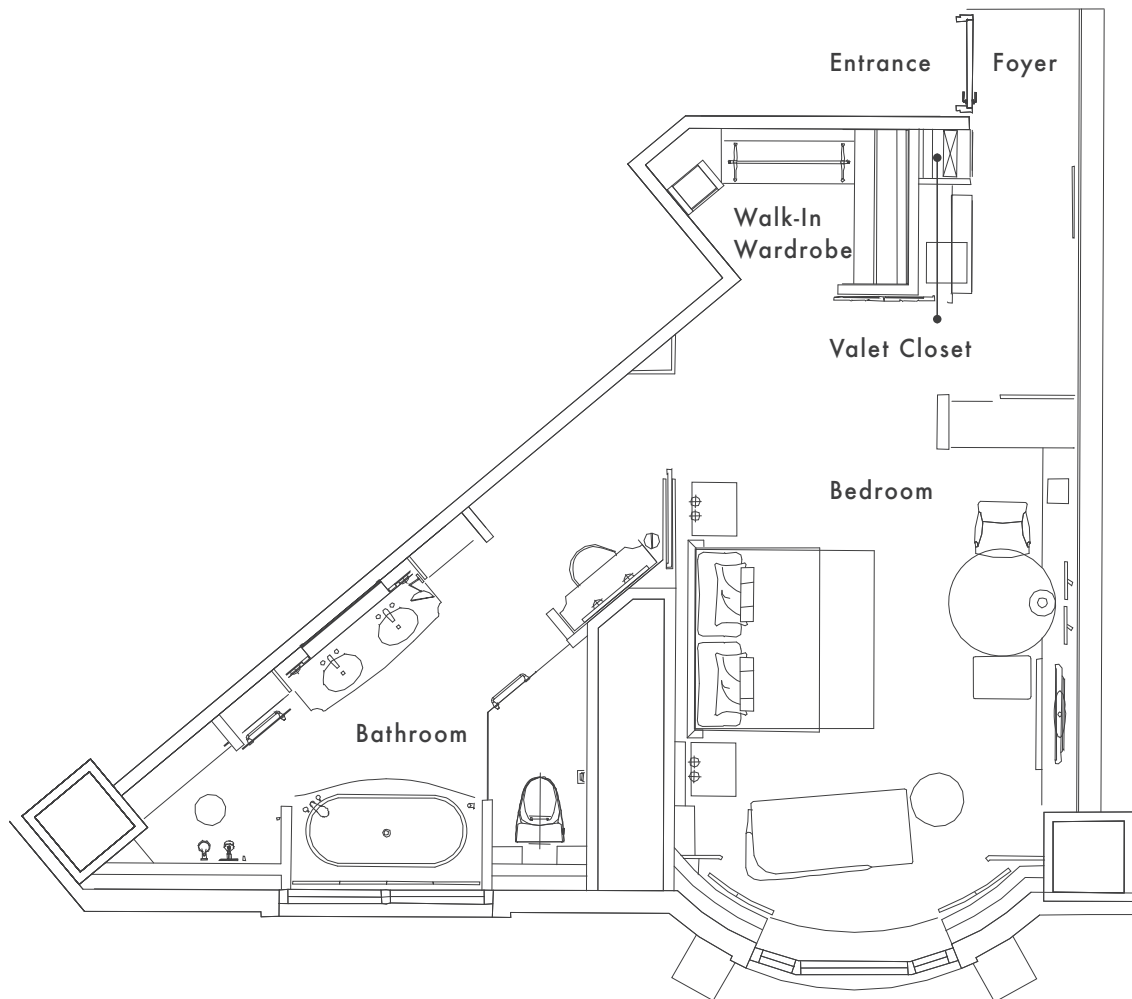 Entrance
Foyer
Walk-In
Wardrobe
Valet Closet
Bedroom
Bathroom